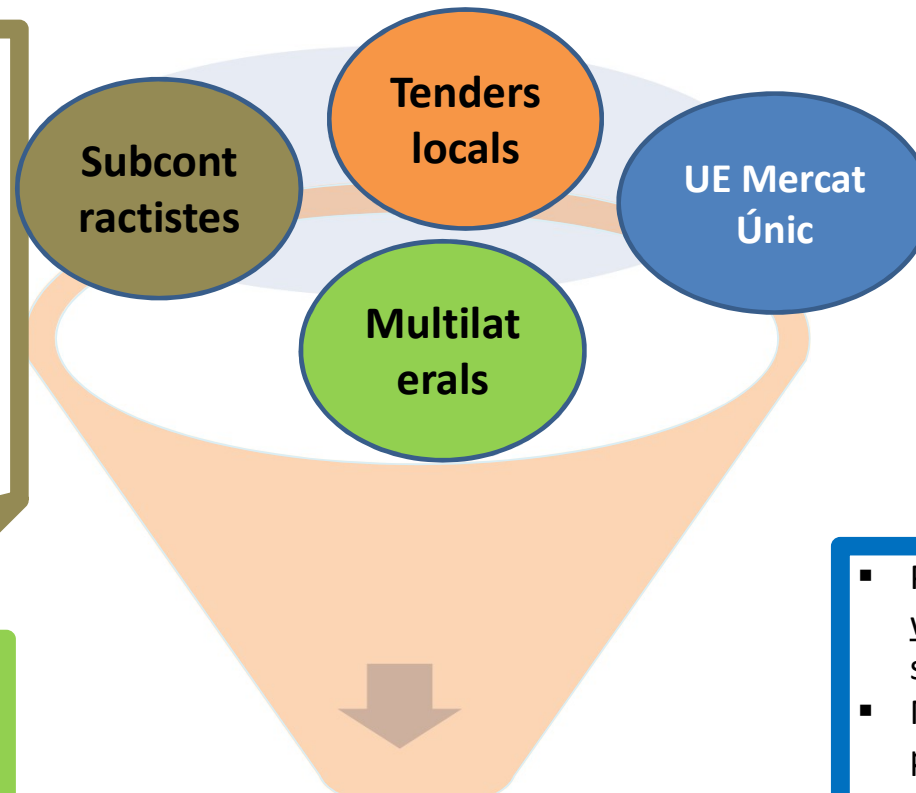 Tenders
locals
Subcont
ractistes
UE Mercat
Únic
Multilat
erals